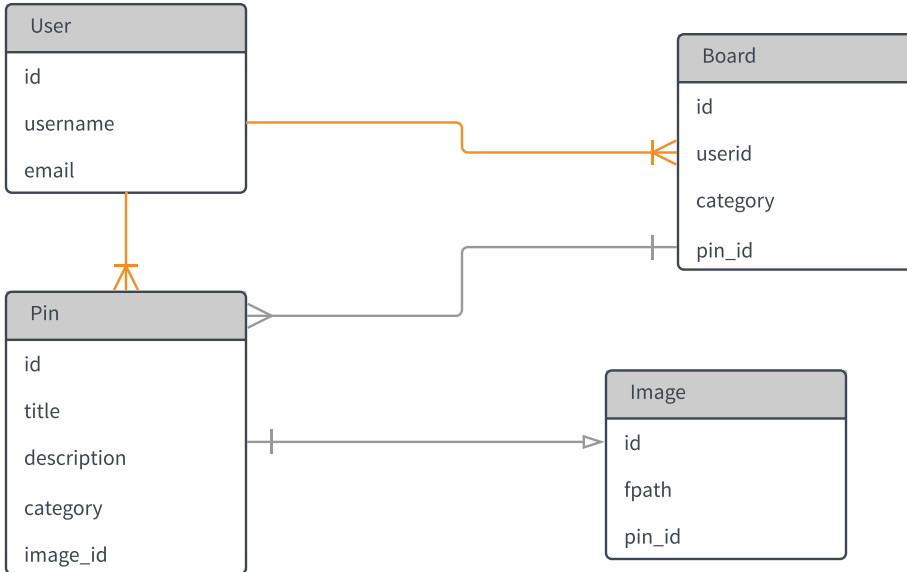 User
id
username
email
Board
id
userid
category
pin_id
Pin
id
title
description
category
image_id
Image
id
fpath
pin_id